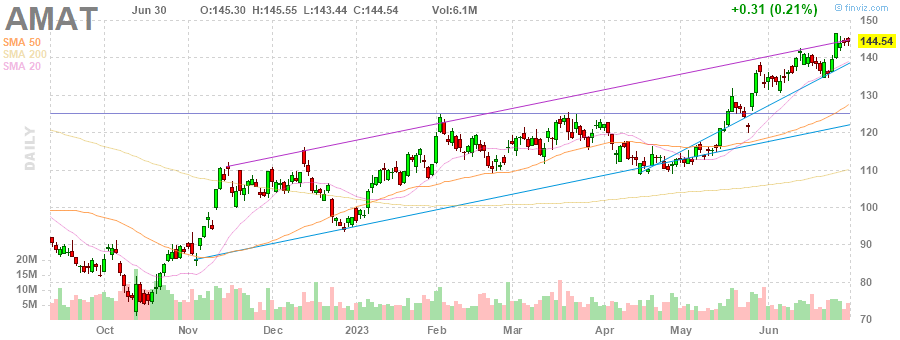 AMAT
Jun 30 O:145.30 H:145.55 L:143.44 C:144.54 Vol:6.1M +0.31 (0.21%) © finviz.com
SMA 50
SMA 200
SMA 20
DAILY
150
144.54
140
130
120
110
100
90
80
70
20M
15M
10M
5M
Oct Nov Dec 2023 Feb Mar Apr May Jun